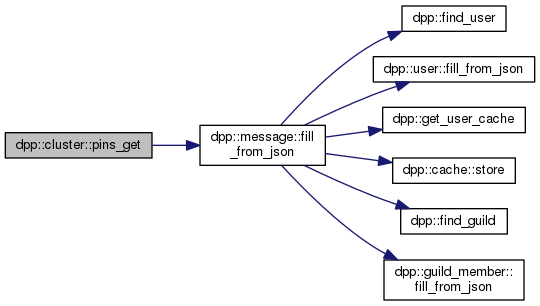 dpp::cluster::pins_get
dpp::message::fill
_from_json
dpp::find_user
dpp::user::fill_from_json
dpp::get_user_cache
dpp::cache::store
dpp::find_guild
dpp::guild_member::
fill_from_json